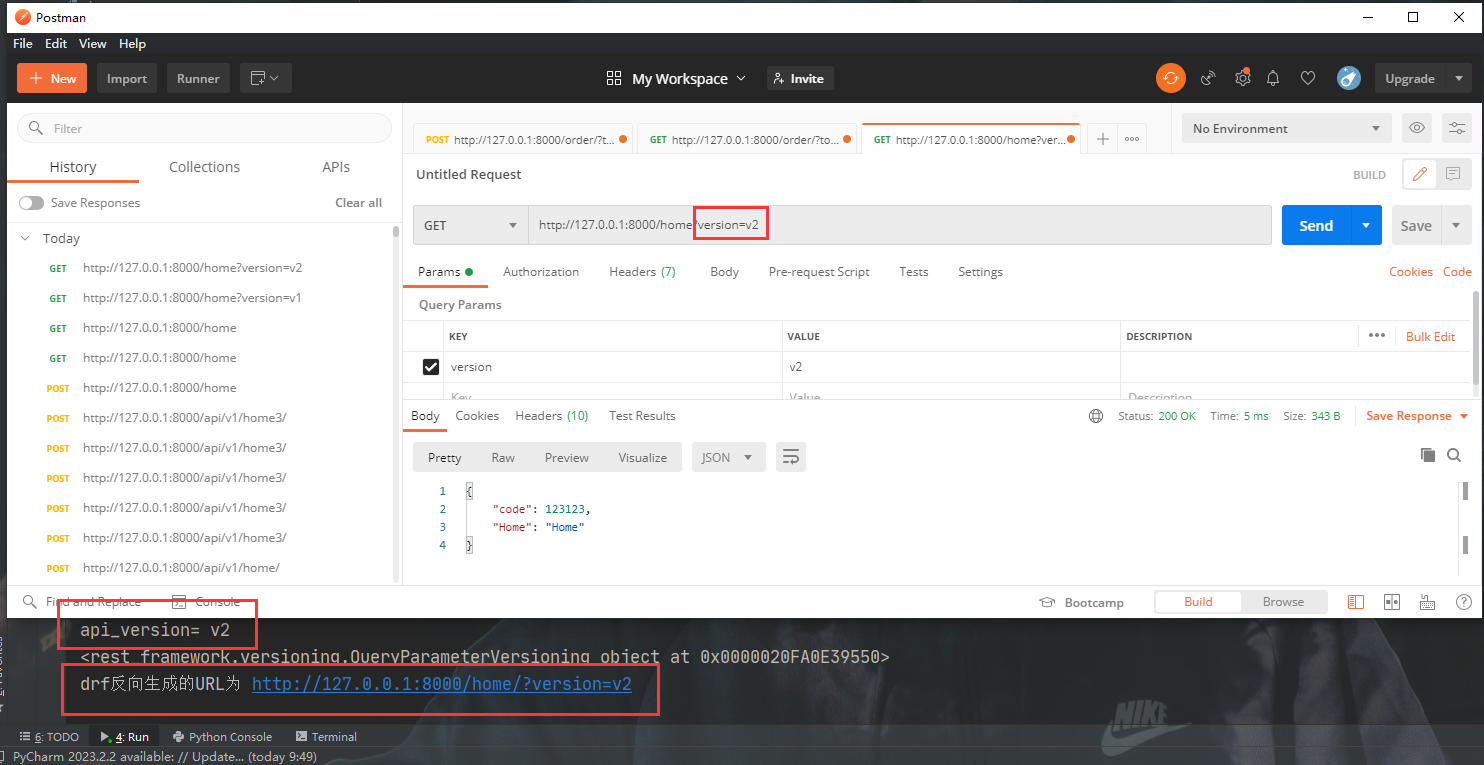 Postman
File Edit View Help
New Import Runner My Workspace Invite Upgrade
Filter
POST http://127.0.0.1:8000/order/?t... GET http://127.0.0.1:8000/order/?to... GET http://127.0.0.1:8000/home?ver... No Environment
History Collections APIs
Untitled Request BUILD
Save Responses Clear all
GET http://127.0.0.1:8000/home?version=v2 Send Save
Today
GET http://127.0.0.1:8000/home?version=v2
GET http://127.0.0.1:8000/home?version=v1
GET http://127.0.0.1:8000/home
GET http://127.0.0.1:8000/home
POST http://127.0.0.1:8000/home
POST http://127.0.0.1:8000/api/v1/home3/
POST http://127.0.0.1:8000/api/v1/home3/
POST http://127.0.0.1:8000/api/v1/home3/
POST http://127.0.0.1:8000/api/v1/home3/
POST http://127.0.0.1:8000/api/v1/home3/
POST http://127.0.0.1:8000/api/v1/home/
Params Authorization Headers (7) Body Pre-request Script Tests Settings Cookies Code
Query Params
KEY VALUE DESCRIPTION Bulk Edit
version v2
Key Value Description
Body Cookies Headers (10) Test Results Status: 200 OK Time: 5 ms Size: 343 B Save Response
Pretty Raw Preview Visualize JSON
1 {
2 "code": 123123,
3 "Home": "Home"
4 }
Find and Replace Console Bootcamp Build Browse
api_version= v2
<rest_framework.versioning.QueryParameterVersioning object at 0x0000020FA0E39550>
drf反向生成的URL为 http://127.0.0.1:8000/home/?version=v2
NIKE
6: TODO 4: Run Python Console Terminal
PyCharm 2023.2.2 available: // Update... (today 9:49)